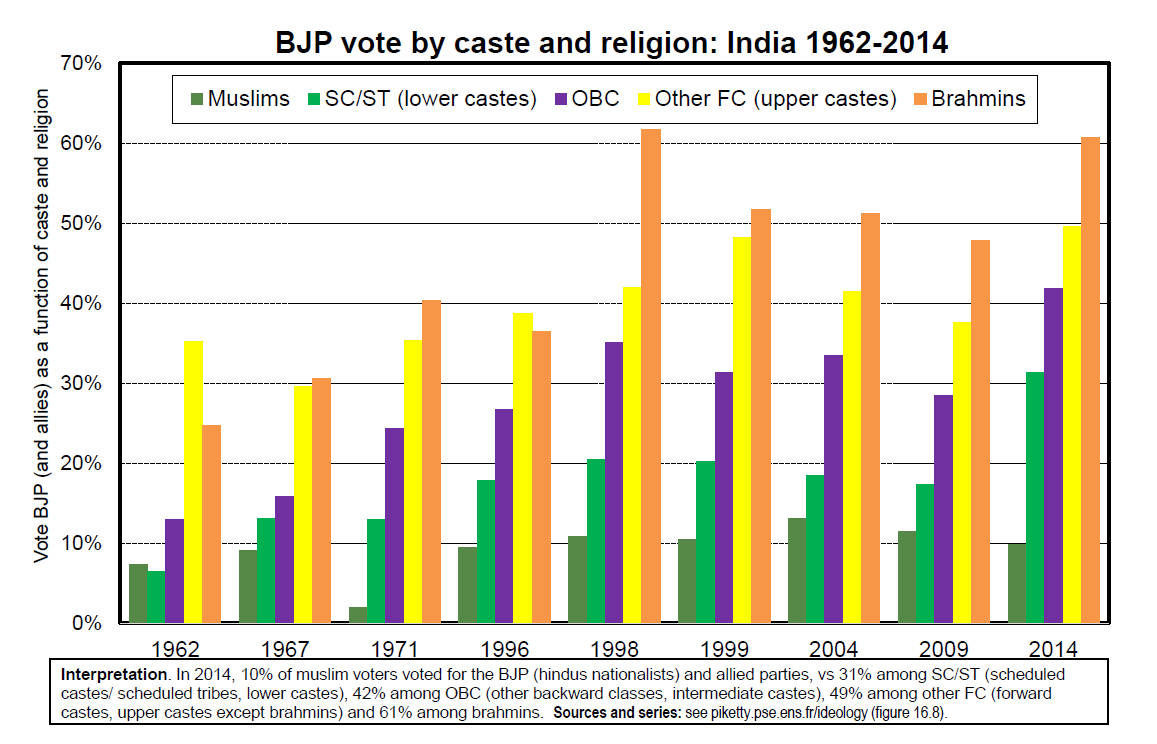 BJP vote by caste and religion: India 1962-2014
Muslims SC/ST (lower castes) OBC Other FC (upper castes) Brahmins
Vote BJP (and allies) as a function of caste and religion
70%
60%
50%
40%
30%
20%
10%
0%
1962 1967 1971 1996 1998 1999 2004 2009 2014
Interpretation. In 2014, 10% of muslim voters voted for the BJP (hindus nationalists) and allied parties, vs 31% among SC/ST (scheduled
castes/ scheduled tribes, lower castes), 42% among OBC (other backward classes, intermediate castes), 49% among other FC (forward
castes, upper castes except brahmins) and 61% among brahmins. Sources and series: see piketty.pse.ens.fr/ideology (figure 16.8).